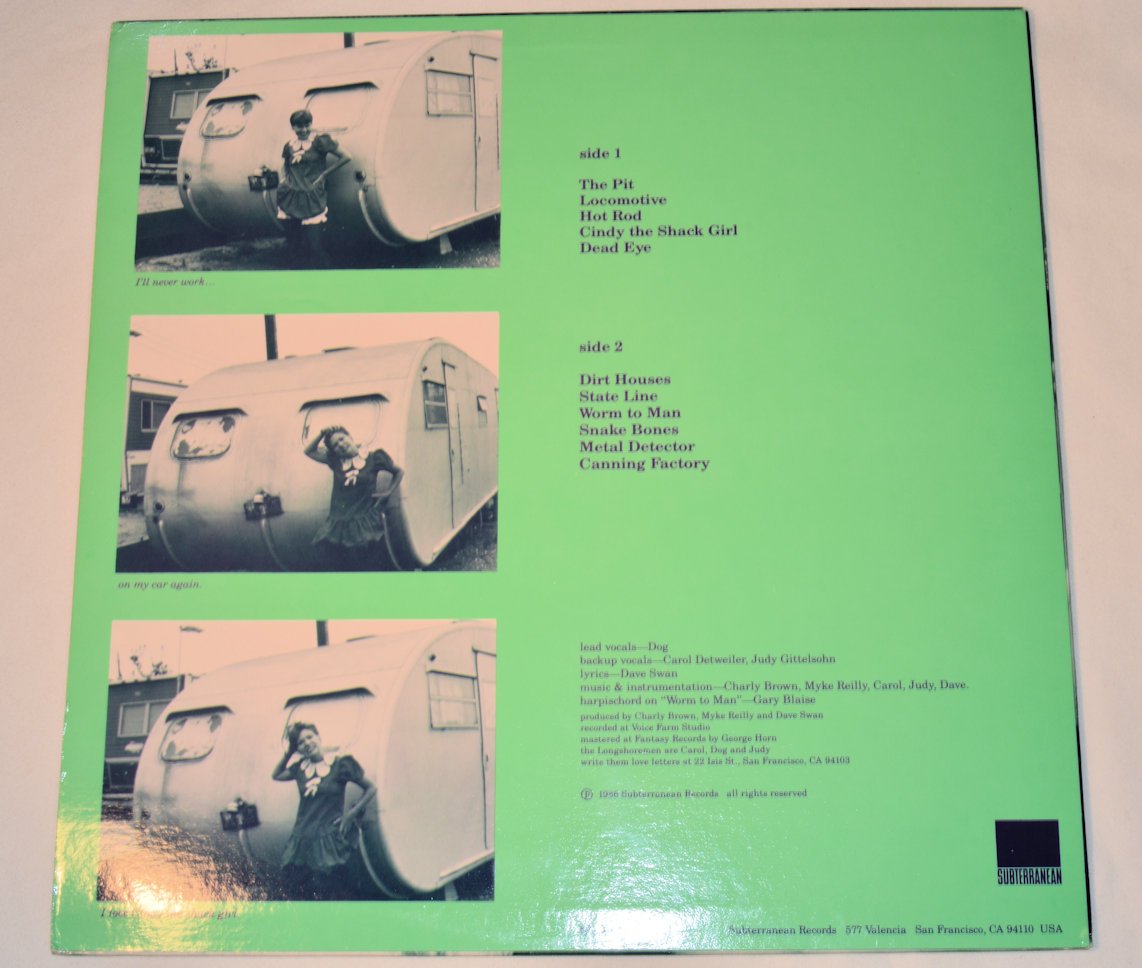 I'll never work...
on my car again.
side 1
The Pit
Locomotive
Hot Rod
Cindy the Shack Girl
Dead Eye
side 2
Dirt Houses
State Line
Worm to Man
Snake Bones
Metal Detector
Canning Factory
lead vocals—Dog
backup vocals—Carol Detweiler, Judy Gittelsohn
lyrics—Dave Swan
music & instrumentation—Charly Brown, Myke Reilly, Carol, Judy, Dave.
harpischord on "Worm to Man"—Gary Blaise
produced by Charly Brown, Myke Reilly and Dave Swan
recorded at Voice Farm Studio
mastered at Fantasy Records by George Horn
the Longshoremen are Carol, Dog and Judy
write them love letters at 22 Isis St., San Francisco, CA 94103
℗ 1986 Subterranean Records all rights reserved
SUBTERRANEAN
Subterranean Records 577 Valencia San Francisco, CA 94110 USA